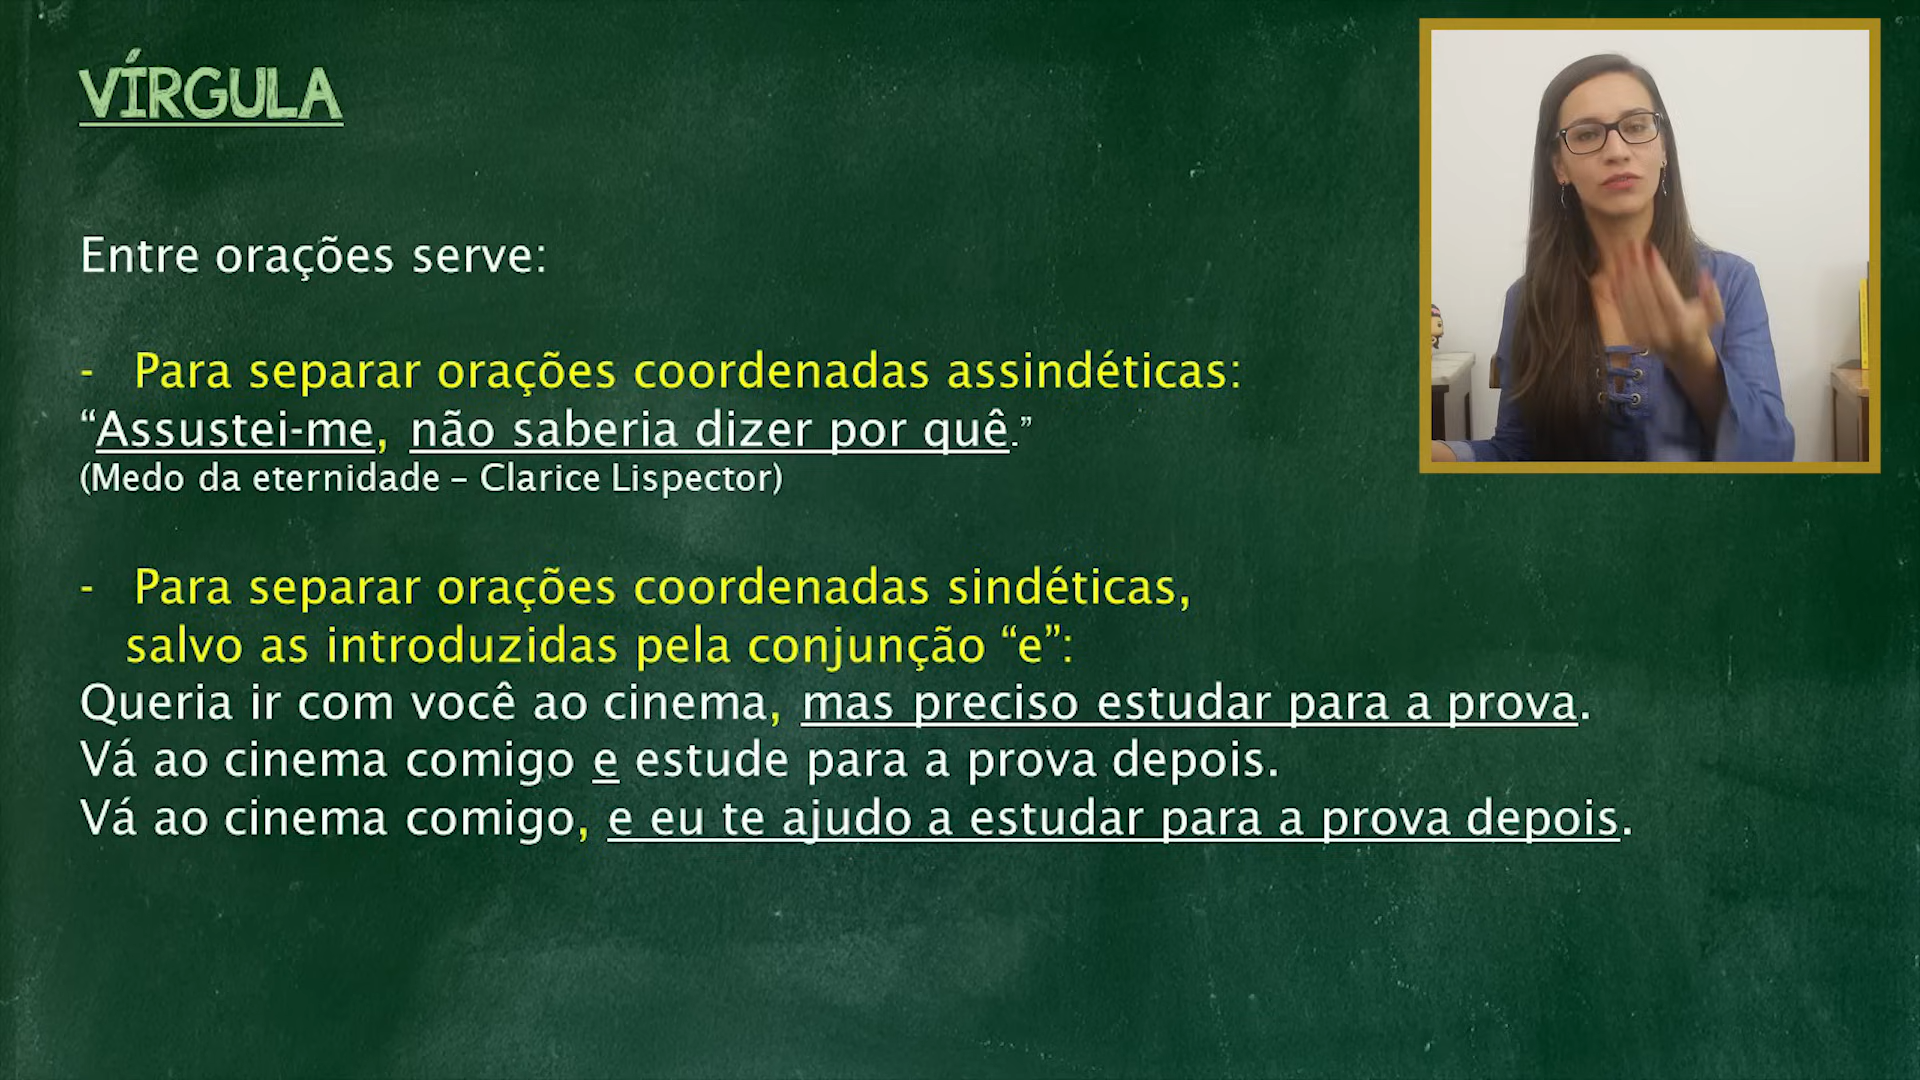 VÍRGULA
Entre orações serve:
- Para separar orações coordenadas assindéticas:
“Assustei-me, não saberia dizer por quê.”
(Medo da eternidade – Clarice Lispector)
- Para separar orações coordenadas sindéticas,
salvo as introduzidas pela conjunção “e”:
Queria ir com você ao cinema, mas preciso estudar para a prova.
Vá ao cinema comigo e estude para a prova depois.
Vá ao cinema comigo, e eu te ajudo a estudar para a prova depois.